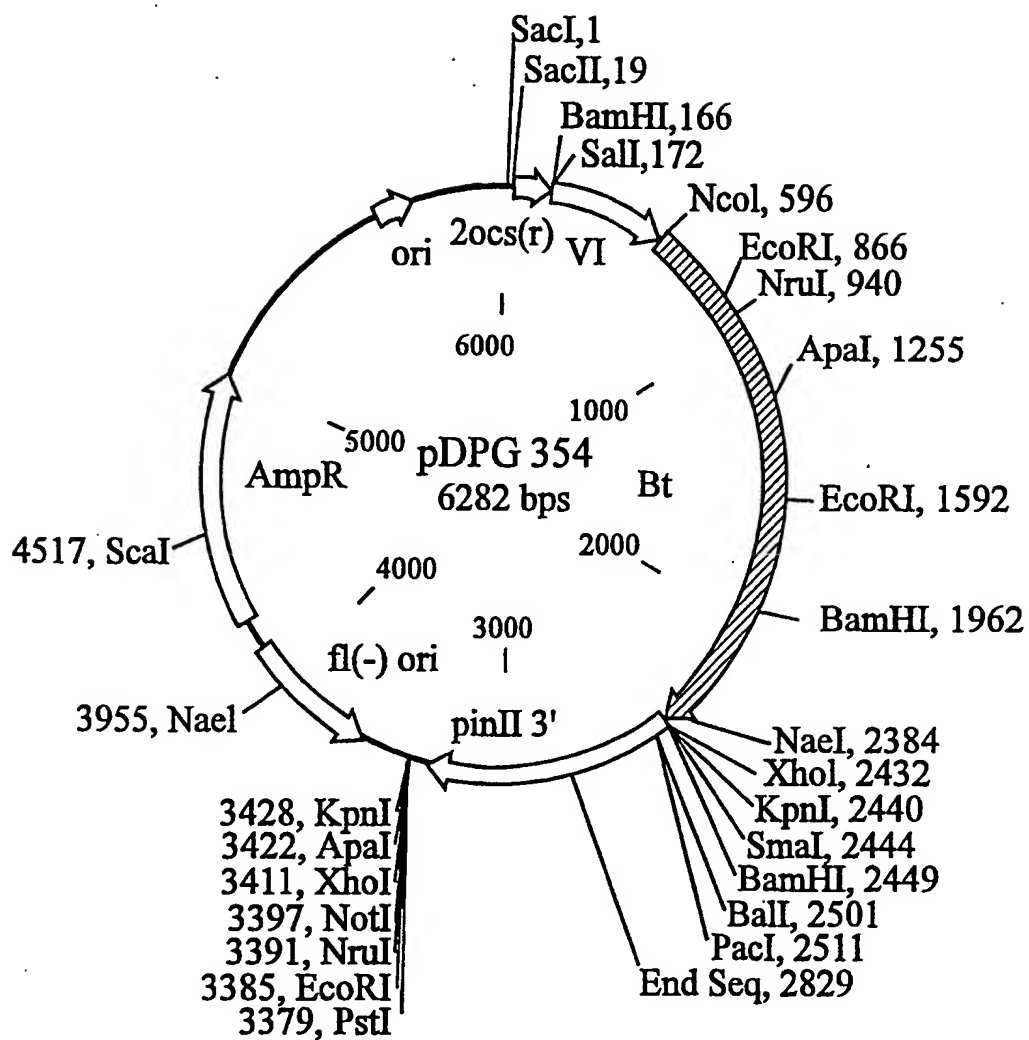 SacI,1
SacII,19
BamHI,166
SalI,172
NcoI, 596
EcoRI, 866
NruI, 940
ApaI, 1255
EcoRI, 1592
BamHI, 1962
NaeI, 2384
XhoI, 2432
KpnI, 2440
SmaI, 2444
BamHI, 2449
BalI, 2501
PacI, 2511
End Seq, 2829
ori
2ocs(r)
VI
6000
1000
5000
pDPG 354
6282 bps
AmpR
Bt
2000
4000
3000
4517, ScaI
fl(-) ori
3955, NaeI
pinII 3'
3428, KpnI
3422, ApaI
3411, XhoI
3397, NotI
3391, NruI
3385, EcoRI
3379, PstI